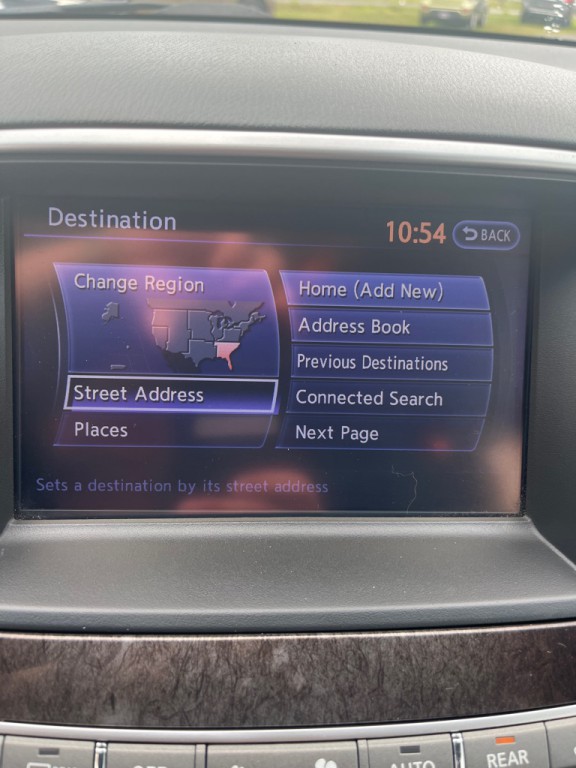 Destination
10:54
BACK
Change Region
Street Address
Places
Home (Add New)
Address Book
Previous Destinations
Connected Search
Next Page
Sets a destination by its street address
AUTO
REAR